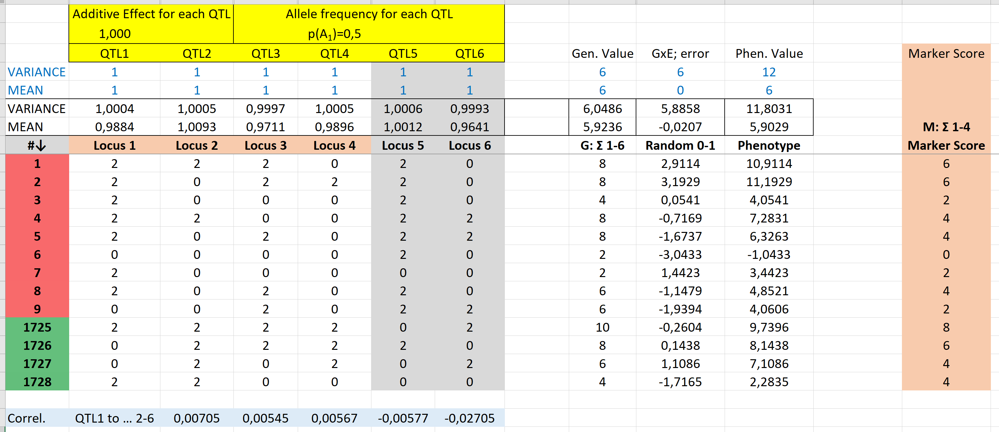 Additive Effect for each QTL Allele frequency for each QTL
1,000 p(A₁)=0,5
QTL1 QTL2 QTL3 QTL4 QTL5 QTL6 Gen. Value GxE; error Phen. Value Marker Score
VARIANCE 1 1 1 1 1 1 6 6 12
MEAN 1 1 1 1 1 1 6 0 6
VARIANCE 1,0004 1,0005 0,9997 1,0005 1,0006 0,9993 6,0486 5,8858 11,8031
MEAN 0,9884 1,0093 0,9711 0,9896 1,0012 0,9641 5,9236 -0,0207 5,9029 M: Σ 1-4
#↓ Locus 1 Locus 2 Locus 3 Locus 4 Locus 5 Locus 6 G: Σ 1-6 Random 0-1 Phenotype Marker Score
1 2 2 2 0 2 0 8 2,9114 10,9114 6
2 2 0 2 2 2 0 8 3,1929 11,1929 6
3 2 0 0 0 2 0 4 0,0541 4,0541 2
4 2 2 0 0 2 2 8 -0,7169 7,2831 4
5 2 0 2 0 2 2 8 -1,6737 6,3263 4
6 0 0 0 0 2 0 2 -3,0433 -1,0433 0
7 2 0 0 0 0 0 2 1,4423 3,4423 2
8 2 0 2 0 2 0 6 -1,1479 4,8521 4
9 0 0 2 0 2 2 6 -1,9394 4,0606 2
1725 2 2 2 2 0 2 10 -0,2604 9,7396 8
1726 0 2 2 2 2 0 8 0,1438 8,1438 6
1727 0 2 0 2 0 2 6 1,1086 7,1086 4
1728 2 2 0 0 0 0 4 -1,7165 2,2835 4
Correl. QTL1 to ... 2-6 0,00705 0,00545 0,00567 -0,00577 -0,02705